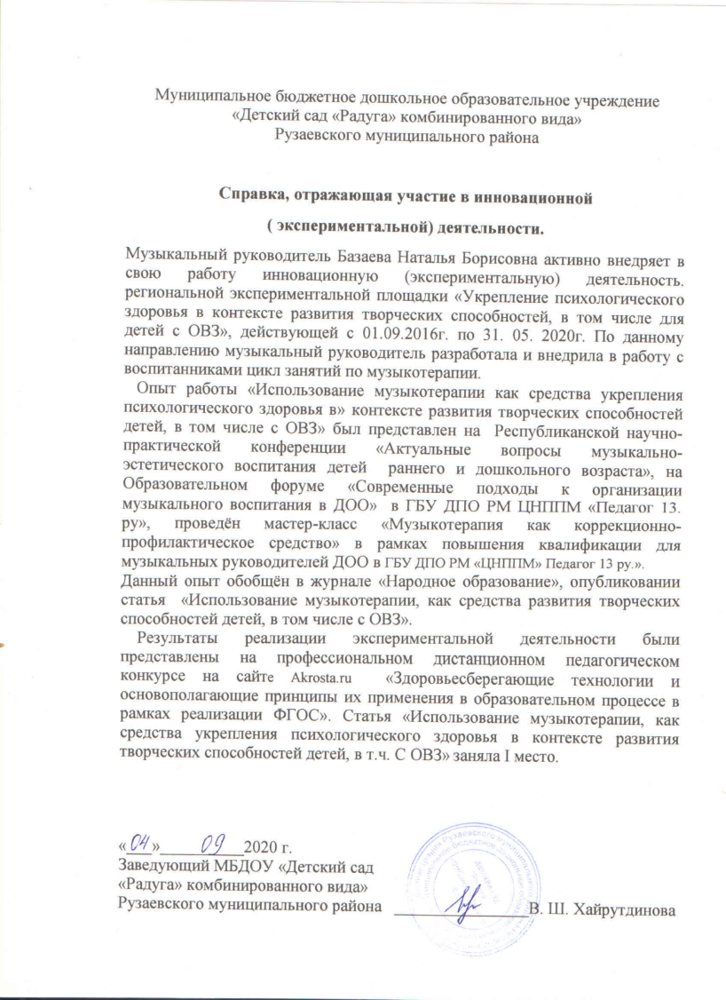 Муниципальное бюджетное дошкольное образовательное учреждение
«Детский сад «Радуга» комбинированного вида»
Рузаевского муниципального района
Справка, отражающая участие в инновационной
( экспериментальной) деятельности.
Музыкальный руководитель Базаева Наталья Борисовна активно внедряет в
свою работу инновационную (экспериментальную) деятельность.
региональной экспериментальной площадки «Укрепление психологического
здоровья в контексте развития творческих способностей, в том числе для
детей с ОВЗ», действующей с 01.09.2016г. по 31. 05. 2020г. По данному
направлению музыкальный руководитель разработала и внедрила в работу с
воспитанниками цикл занятий по музыкотерапии.
Опыт работы «Использование музыкотерапии как средства укрепления
психологического здоровья в» контексте развития творческих способностей
детей, в том числе с ОВЗ» был представлен на Республиканской научно-
практической конференции «Актуальные вопросы музыкально-
эстетического воспитания детей раннего и дошкольного возраста», на
Образовательном форуме «Современные подходы к организации
музыкального воспитания в ДОО» в ГБУ ДПО РМ ЦНППМ «Педагог 13.
ру», проведён мастер-класс «Музыкотерапия как коррекционно-
профилактическое средство» в рамках повышения квалификации для
музыкальных руководителей ДОО в ГБУ ДПО РМ «ЦНППМ» Педагог 13 ру.».
Данный опыт обобщён в журнале «Народное образование», опубликовании
статья «Использование музыкотерапии, как средства развития творческих
способностей детей, в том числе с ОВЗ».
Результаты реализации экспериментальной деятельности были
представлены на профессиональном дистанционном педагогическом
конкурсе на сайте Akrosta.ru «Здоровьесберегающие технологии и
основополагающие принципы их применения в образовательном процессе в
рамках реализации ФГОС». Статья «Использование музыкотерапии, как
средства укрепления психологического здоровья в контексте развития
творческих способностей детей, в т.ч. С ОВЗ» заняла I место.
«04» 09 2020 г.
Заведующий МБДОУ «Детский сад
«Радуга» комбинированного вида»
Рузаевского муниципального района В. Ш. Хайрутдинова